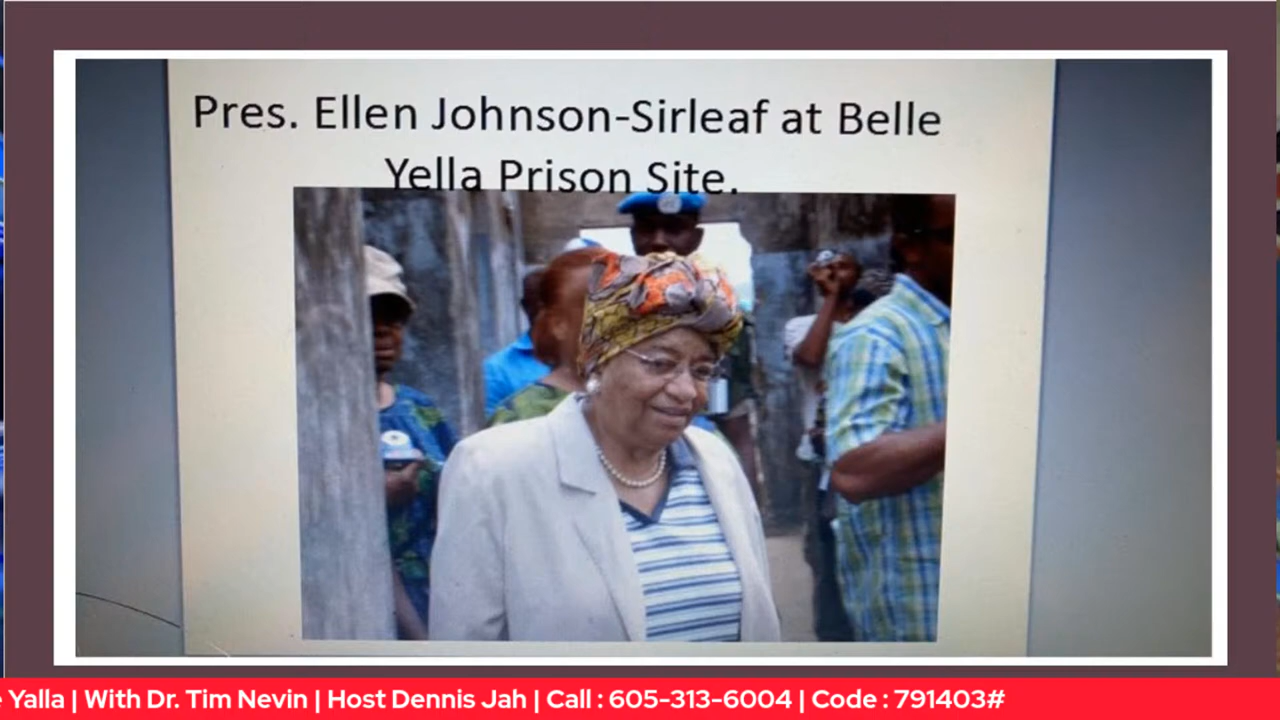 Pres. Ellen Johnson-Sirleaf at Belle
Yella Prison Site.
Yalla | With Dr. Tim Nevin | Host Dennis Jah | Call : 605-313-6004 | Code : 791403#